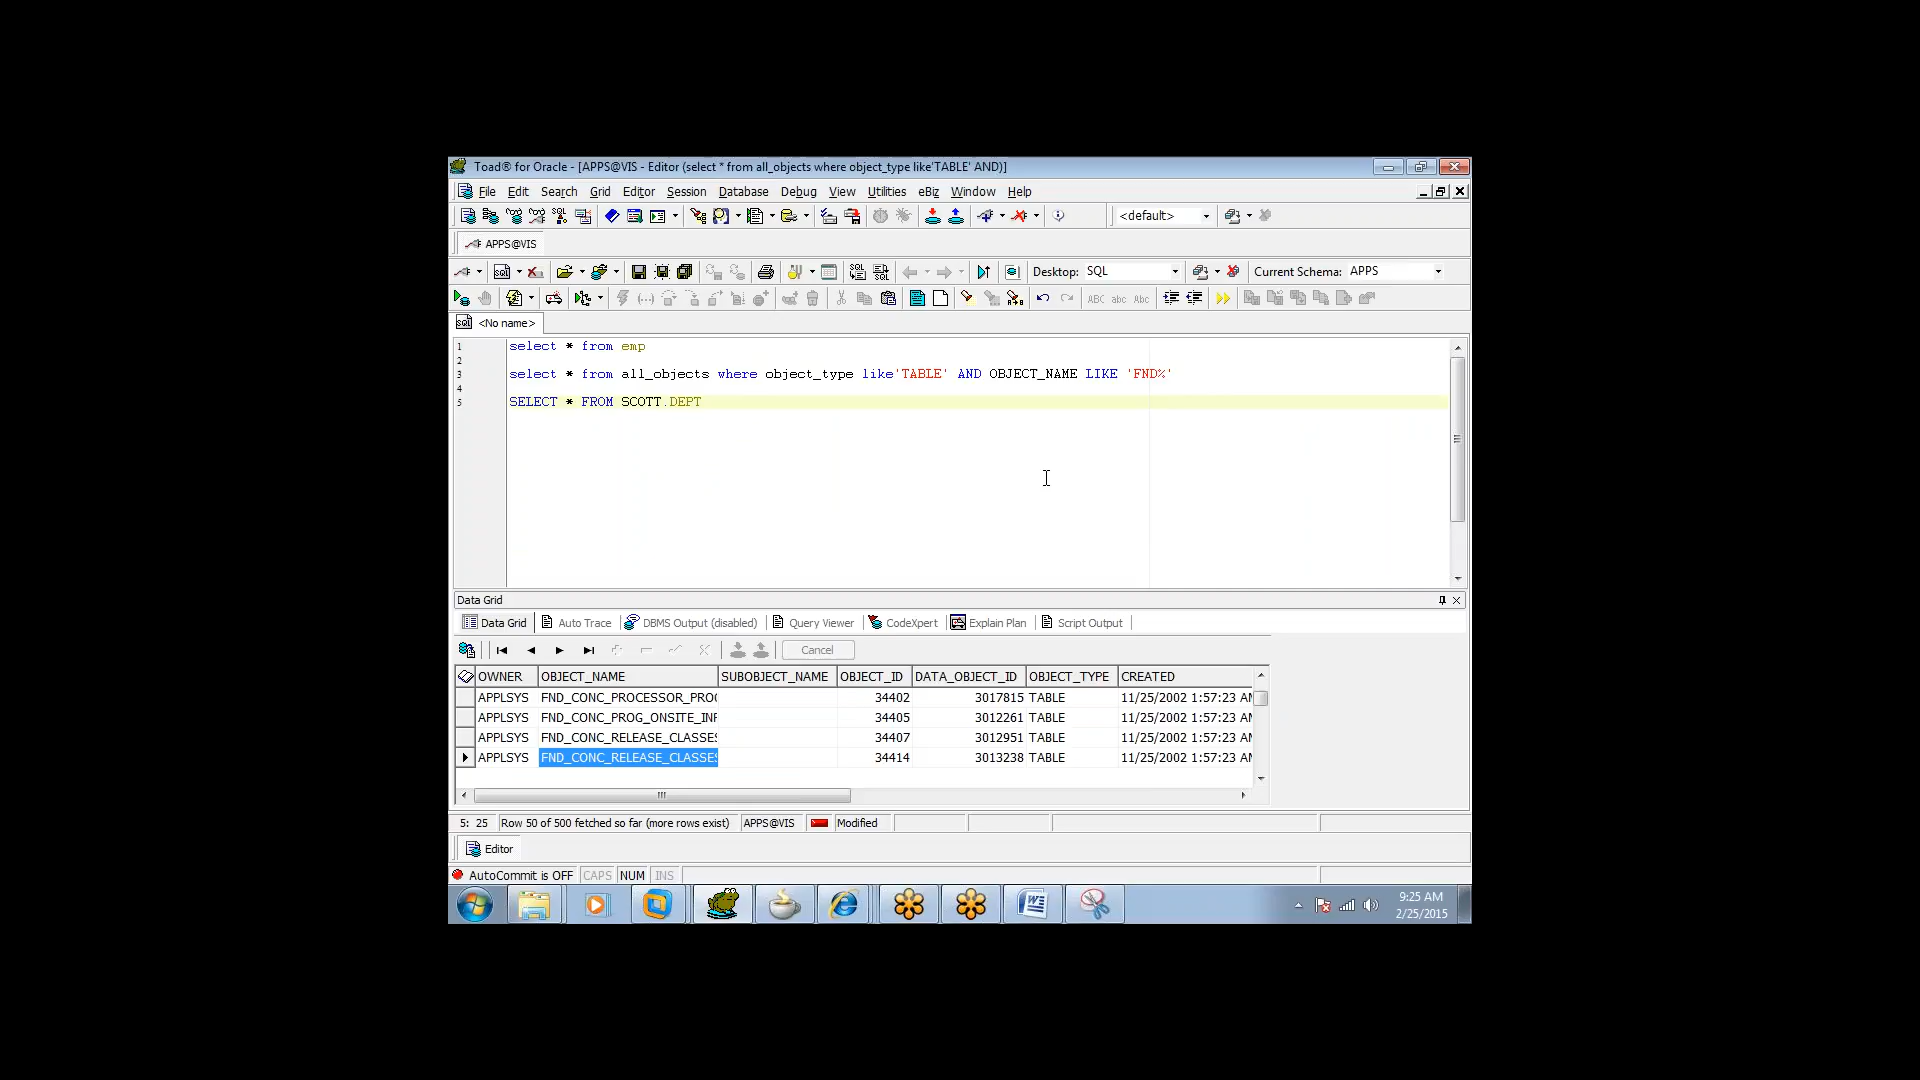 Toad® for Oracle - [APPS@VIS - Editor (select * from all_objects where object_type like'TABLE' AND)]
File Edit Search Grid Editor Session Database Debug View Utilities eBiz Window Help
<default>
APPS@VIS
Desktop: SQL Current Schema: APPS
<No name>
1 select * from emp
2
3 select * from all_objects where object_type like'TABLE' AND OBJECT_NAME LIKE 'FND%'
4
5 SELECT * FROM SCOTT.DEPT
Data Grid
Data Grid Auto Trace DBMS Output (disabled) Query Viewer CodeXpert Explain Plan Script Output
Cancel
OWNER OBJECT_NAME SUBOBJECT_NAME OBJECT_ID DATA_OBJECT_ID OBJECT_TYPE CREATED
APPLSYS FND_CONC_PROCESSOR_PRO 34402 3017815 TABLE 11/25/2002 1:57:23 A
APPLSYS FND_CONC_PROG_ONSITE_IN 34405 3012261 TABLE 11/25/2002 1:57:23 A
APPLSYS FND_CONC_RELEASE_CLASSES 34407 3012951 TABLE 11/25/2002 1:57:23 A
APPLSYS FND_CONC_RELEASE_CLASSES 34414 3013238 TABLE 11/25/2002 1:57:23 A
5: 25 Row 50 of 500 fetched so far (more rows exist) APPS@VIS Modified
Editor
AutoCommit is OFF CAPS NUM INS
9:25 AM
2/25/2015